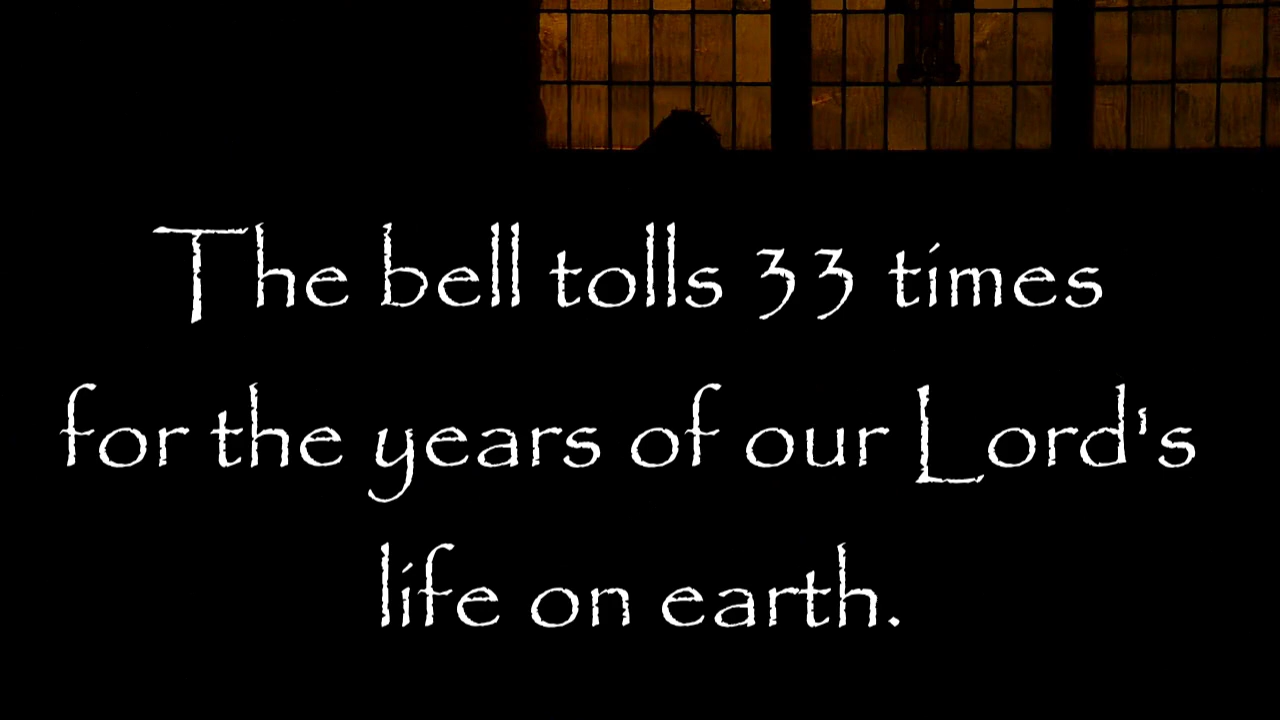 The bell tolls 33 times
for the years of our Lord's
life on earth.